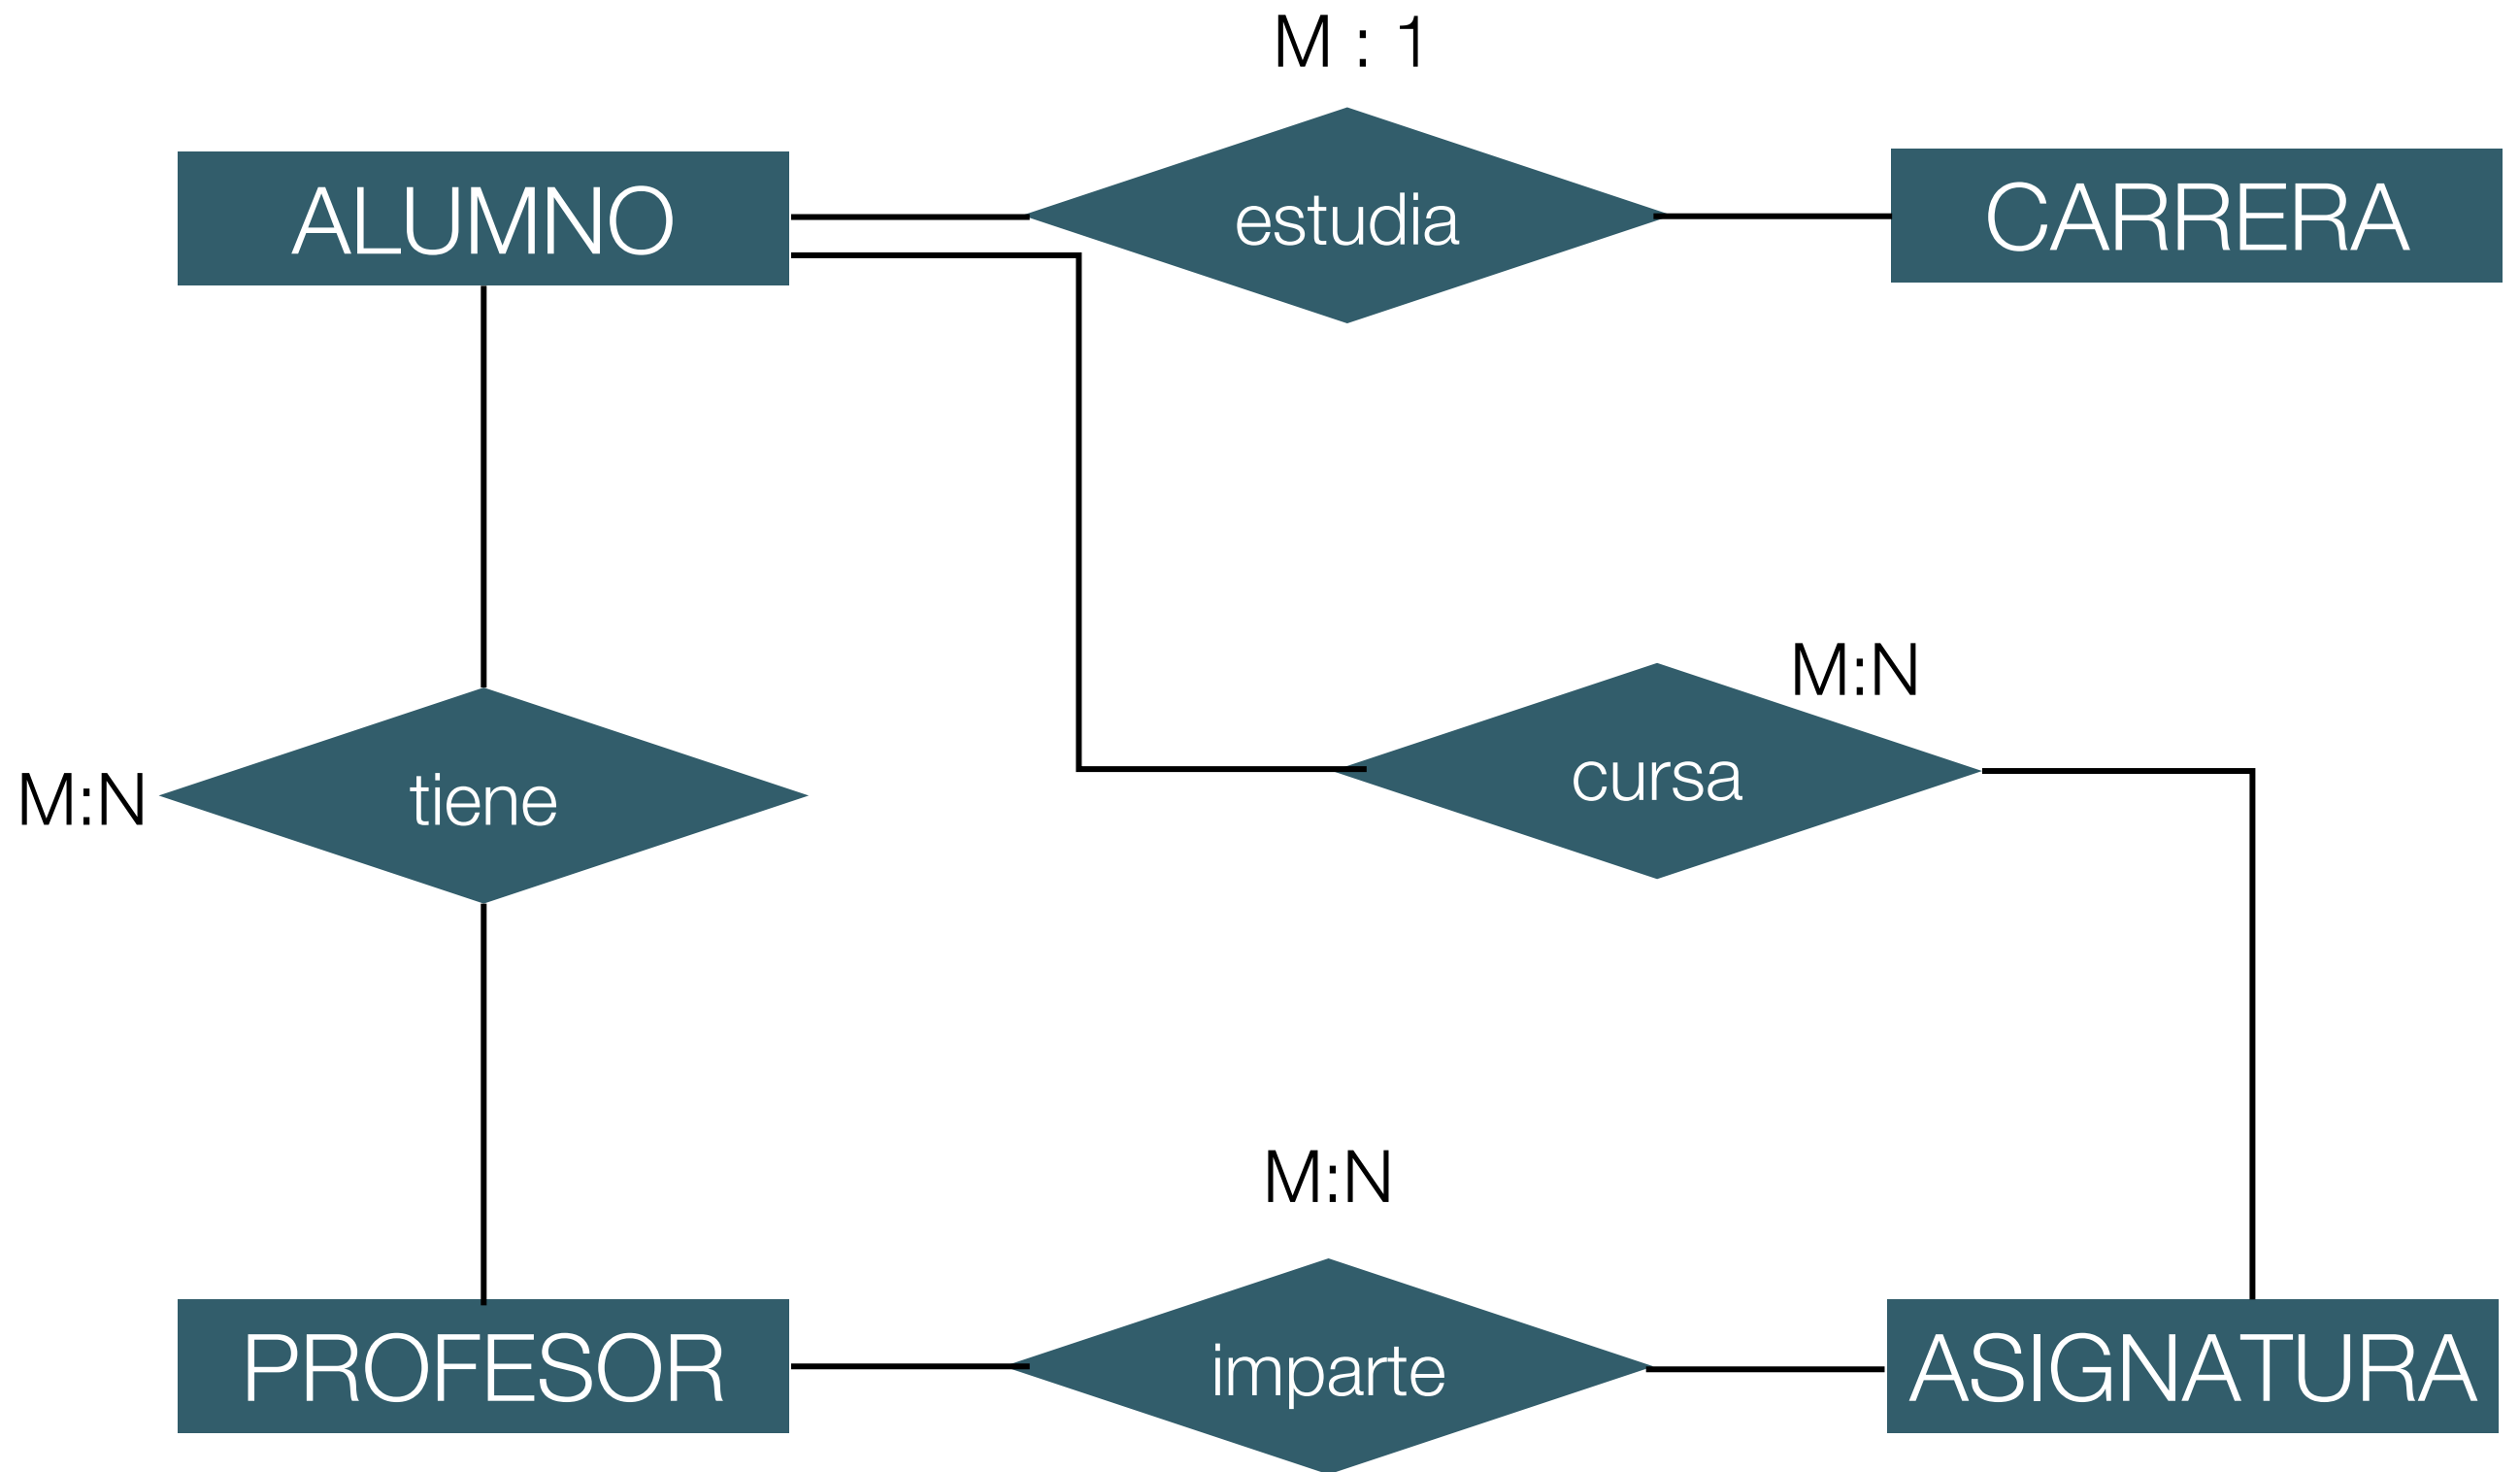 M : 1
ALUMNO
estudia
CARRERA
M:N
cursa
M:N
tiene
M:N
PROFESOR
imparte
ASIGNATURA